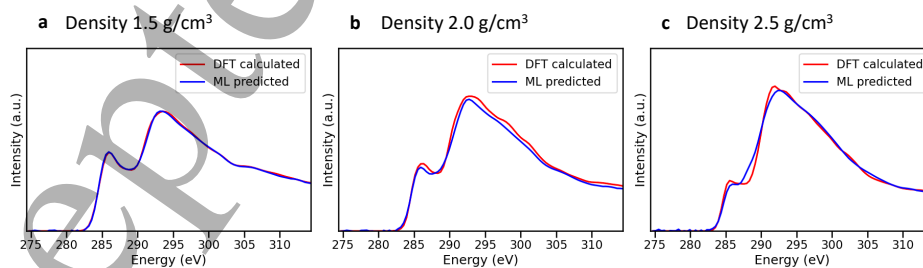 a Density 1.5 g/cm³
b Density 2.0 g/cm³
c Density 2.5 g/cm³
DFT calculated
ML predicted
DFT calculated
ML predicted
DFT calculated
ML predicted
Intensity (a.u.)
Intensity (a.u.)
Intensity (a.u.)
275 280 285 290 295 300 305 310
275 280 285 290 295 300 305 310
275 280 285 290 295 300 305 310
Energy (eV)
Energy (eV)
Energy (eV)
epte